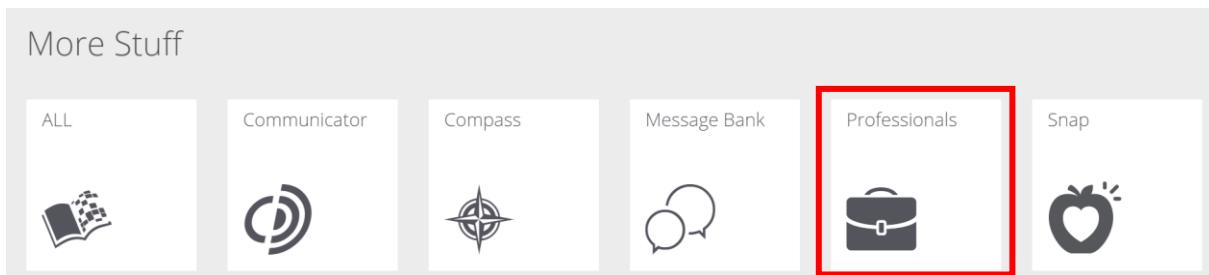 More Stuff
ALL
Communicator
Compass
Message Bank
Professionals
Snap